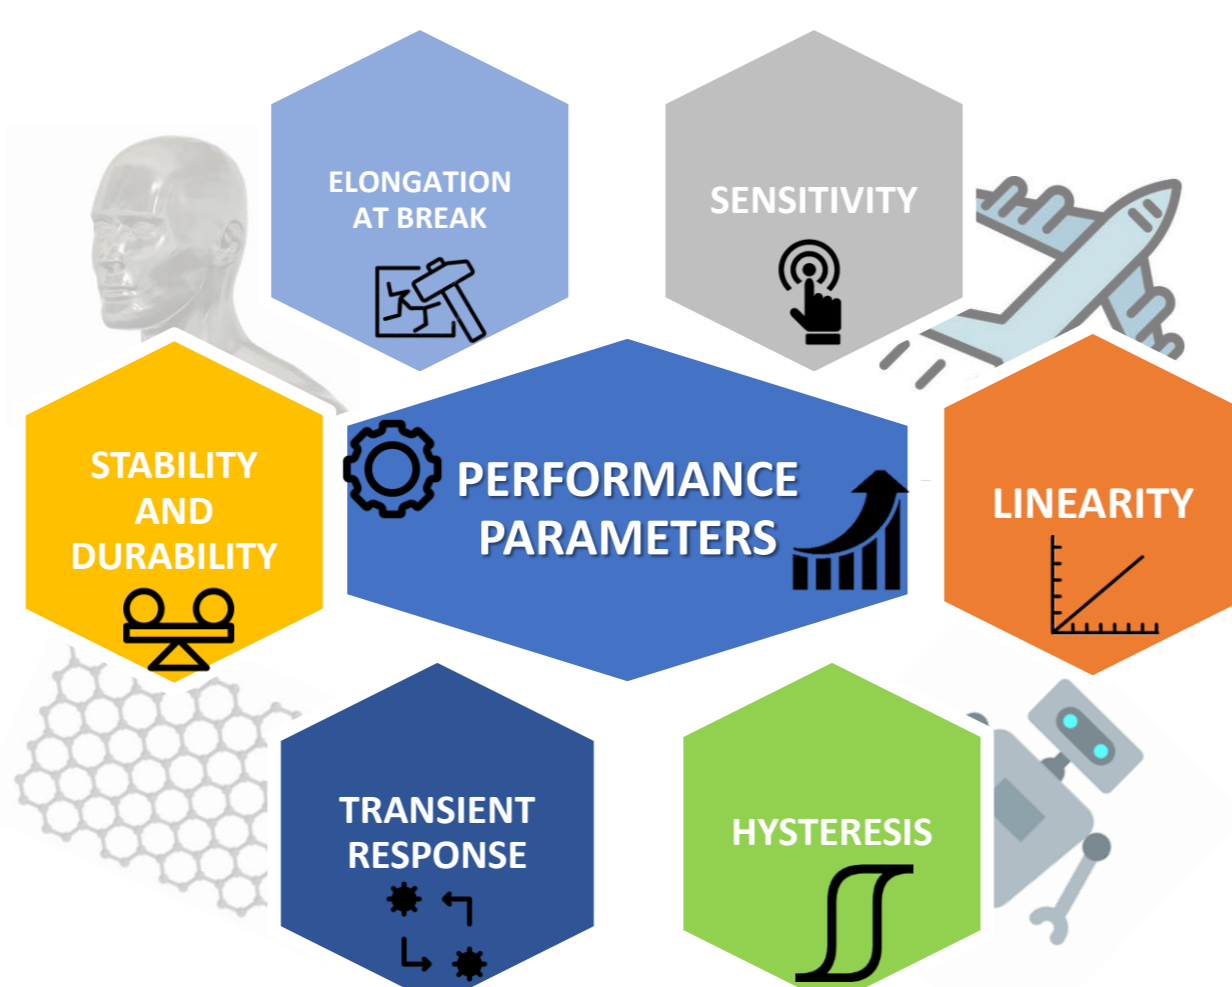 ELONGATION
AT BREAK
SENSITIVITY
STABILITY
AND
DURABILITY
PERFORMANCE
PARAMETERS
LINEARITY
TRANSIENT
RESPONSE
HYSTERESIS